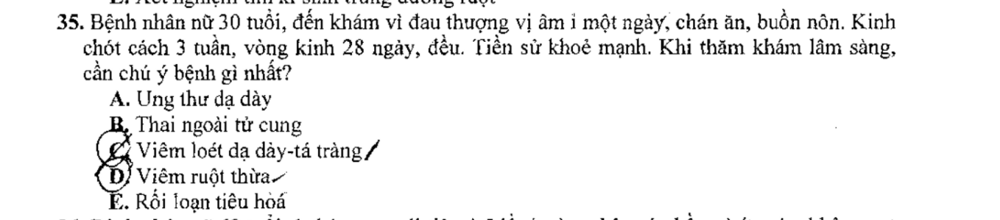 35. Bệnh nhân nữ 30 tuổi, đến khám vì đau thượng vị âm ỉ một ngày, chán ăn, buồn nôn. Kinh
chót cách 3 tuần, vòng kinh 28 ngày, đều. Tiền sử khoẻ mạnh. Khi thăm khám lâm sàng,
cần chú ý bệnh gì nhất?
A. Ung thư dạ dày
B. Thai ngoài tử cung
C. Viêm loét dạ dày-tá tràng
D. Viêm ruột thừa
E. Rối loạn tiêu hoá